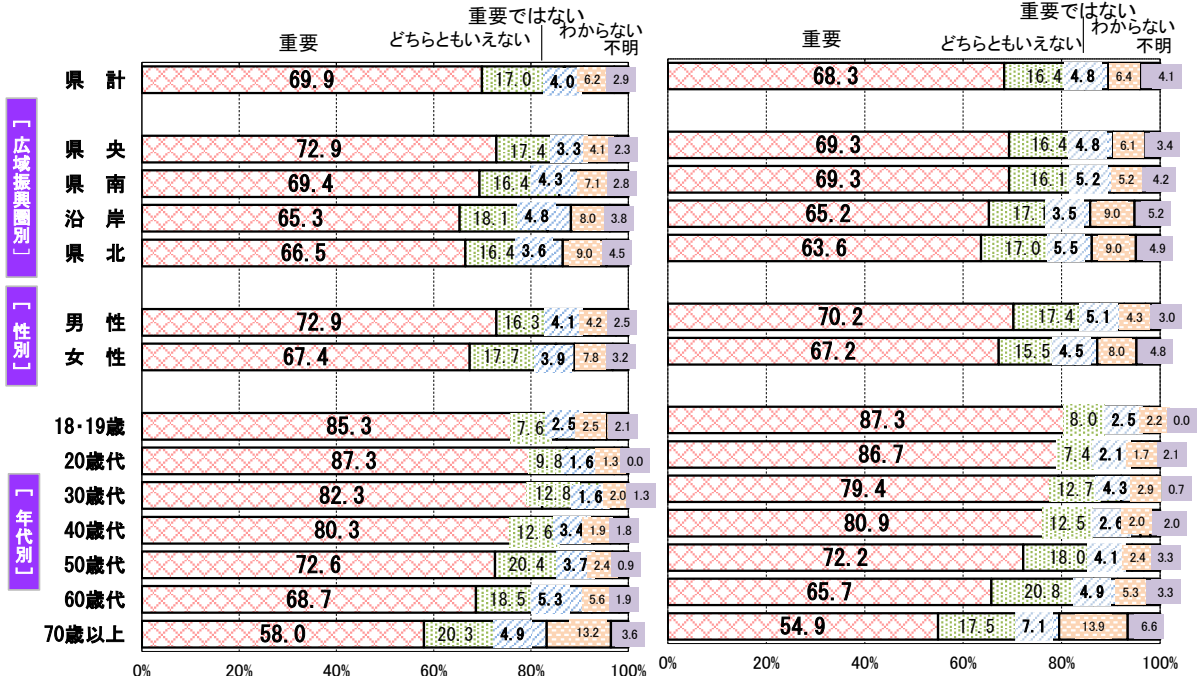 重要ではない 重要ではない
重要 どちらともいえない わからない 不明 重要 どちらともいえない わからない 不明
県 計 69.9 17.0 4.0 6.2 2.9 68.3 16.4 4.8 6.4 4.1
[広域振興圏別]
県 央 72.9 17.4 3.3 4.1 2.3 69.3 16.4 4.8 6.1 3.4
県 南 69.4 16.4 4.3 7.1 2.8 69.3 16.1 5.2 5.2 4.2
沿 岸 65.3 18.1 4.8 8.0 3.8 65.2 17.1 3.5 9.0 5.2
県 北 66.5 16.4 3.6 9.0 4.5 63.6 17.0 5.5 9.0 4.9
[性別]
男 性 72.9 16.3 4.1 4.2 2.5 70.2 17.4 5.1 4.3 3.0
女 性 67.4 17.7 3.9 7.8 3.2 67.2 15.5 4.5 8.0 4.8
[年代別]
18・19歳 85.3 7.6 2.5 2.5 2.1 87.3 8.0 2.5 2.2 0.0
20歳代 87.3 9.8 1.6 1.3 0.0 86.7 7.4 2.1 1.7 2.1
30歳代 82.3 12.8 1.6 2.0 1.3 79.4 12.7 4.3 2.9 0.7
40歳代 80.3 12.6 3.4 1.9 1.8 80.9 12.5 2.6 2.0 2.0
50歳代 72.6 20.4 3.7 2.4 0.9 72.2 18.0 4.1 2.4 3.3
60歳代 68.7 18.5 5.3 5.6 1.9 65.7 20.8 4.9 5.3 3.3
70歳以上 58.0 20.3 4.9 13.2 3.6 54.9 17.5 7.1 13.9 6.6
0% 20% 40% 60% 80% 100% 0% 20% 40% 60% 80% 100%